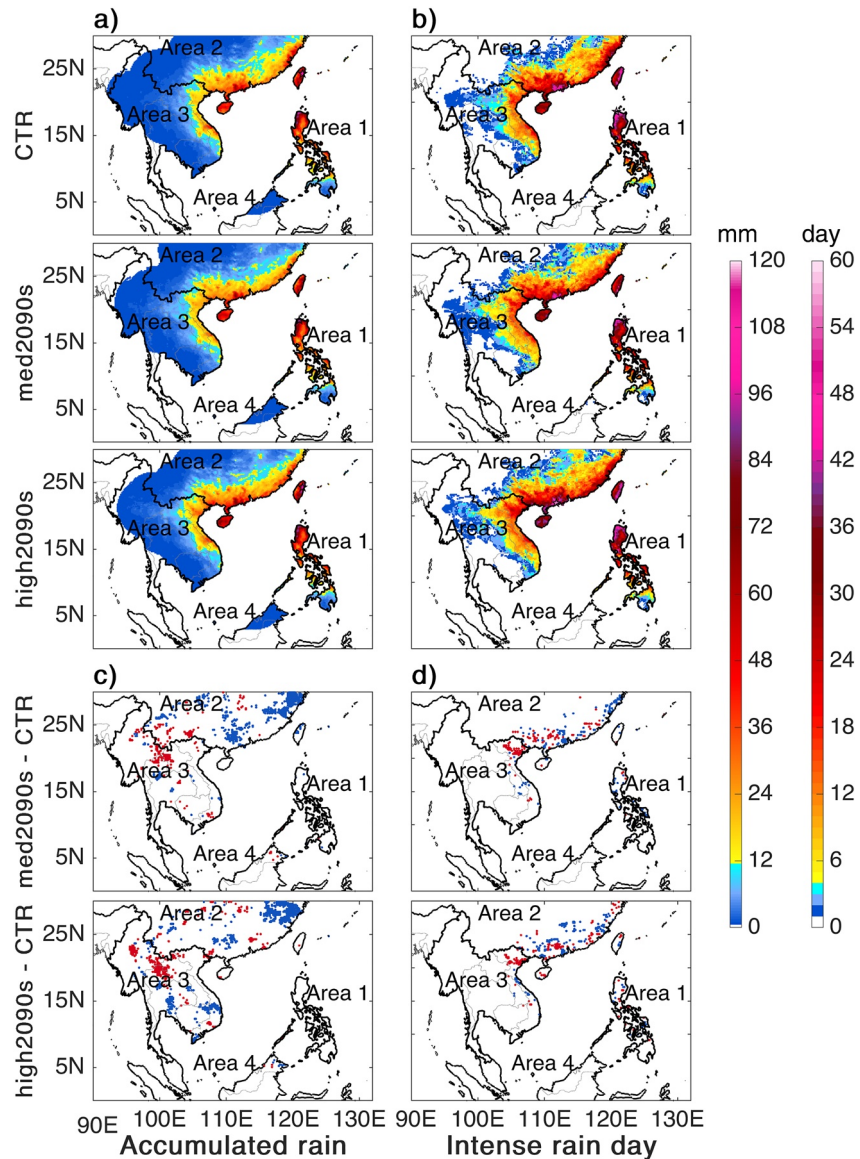 a) b)
Area 2 Area 2
25N
Area 3 Area 3
15N
Area 1 Area 1
CTR
5N
Area 4 Area 4
Area 2 Area 2
25N
Area 3 Area 3
15N
Area 1 Area 1
med2090s
5N
Area 4 Area 4
Area 2 Area 2
25N
Area 3 Area 3
15N
Area 1 Area 1
high2090s
5N
Area 4 Area 4
mm day
120 60
108 54
96 48
84 42
72 36
60 30
48 24
36 18
24 12
12 6
0 0
c) d)
Area 2 Area 2
25N
Area 3 Area 3
15N
Area 1 Area 1
med2090s - CTR
5N
Area 4 Area 4
Area 2 Area 2
25N
Area 3 Area 3
15N
Area 1 Area 1
high2090s - CTR
5N
Area 4 Area 4
90E 100E 110E 120E 132E 90E 100E 110E 120E 132E
Accumulated rain Intense rain day